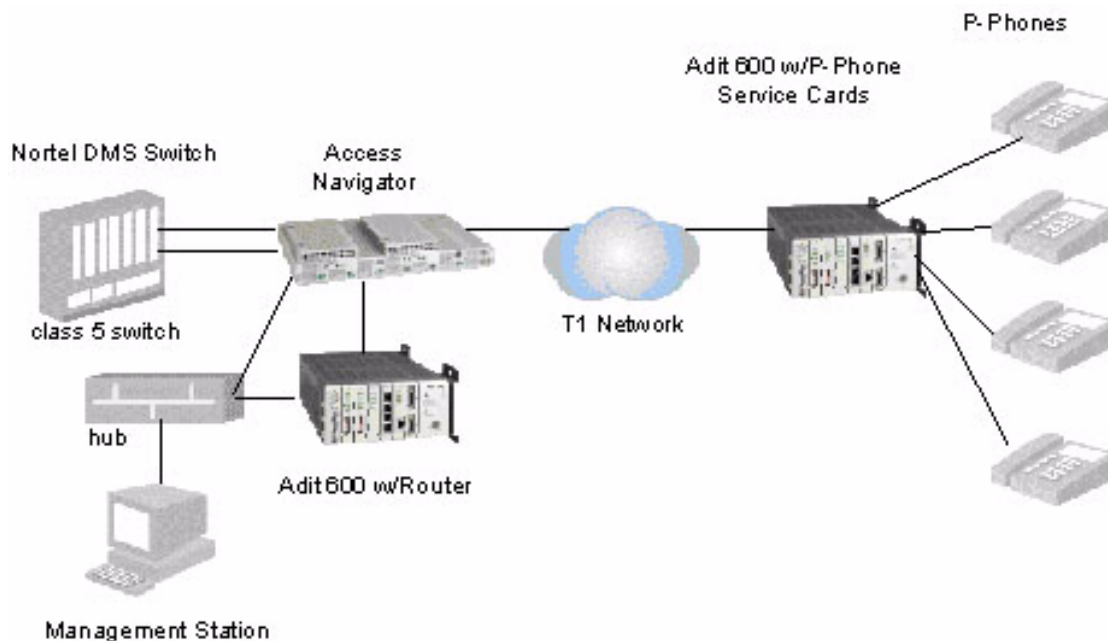 P-Phones
Adit 600 w/P-Phone
Service Cards
Nortel DMS Switch
Access
Navigator
class 5 switch
T1 Network
hub
Adit 600 w/Router
Management Station